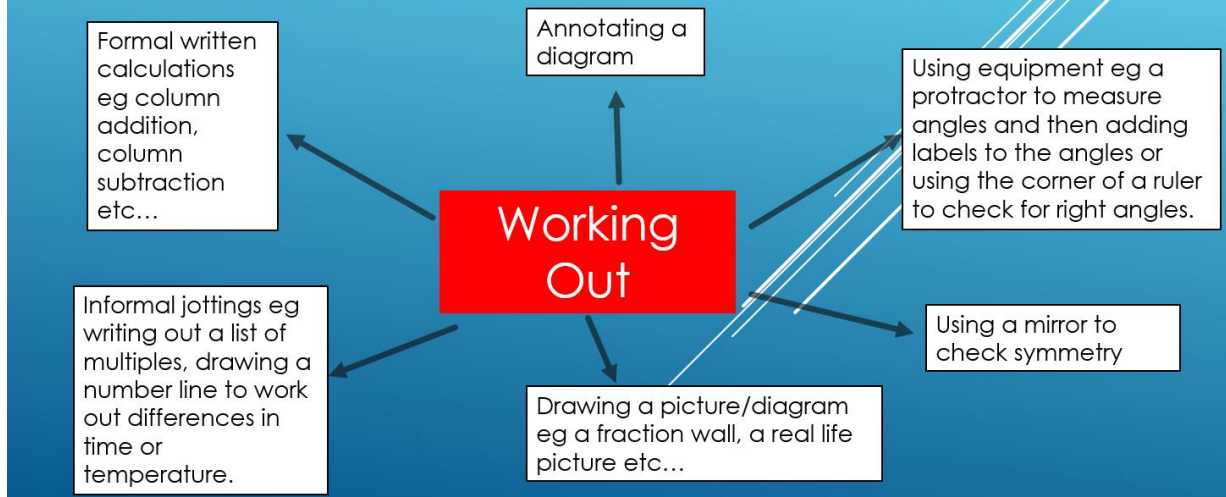 Formal written
calculations
eg column
addition,
column
subtraction
etc…
Annotating a
diagram
Using equipment eg a
protractor to measure
angles and then adding
labels to the angles or
using the corner of a ruler
to check for right angles.
Working
Out
Informal jottings eg
writing out a list of
multiples, drawing a
number line to work
out differences in
time or
temperature.
Drawing a picture/diagram
eg a fraction wall, a real life
picture etc…
Using a mirror to
check symmetry